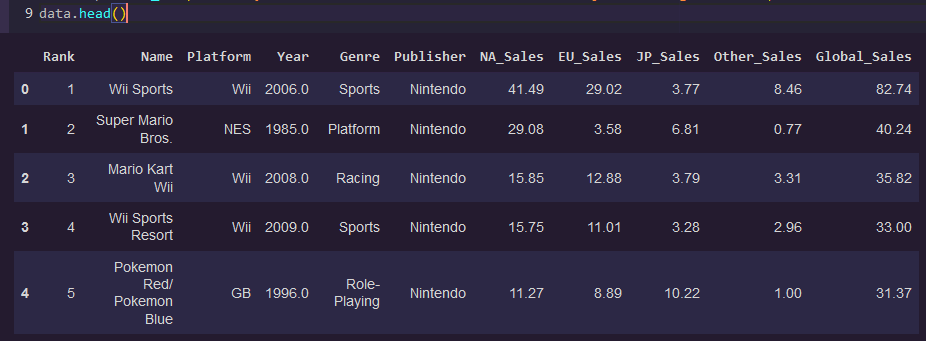 9 data.head()
Rank Name Platform Year Genre Publisher NA_Sales EU_Sales JP_Sales Other_Sales Global_Sales
0 1 Wii Sports Wii 2006.0 Sports Nintendo 41.49 29.02 3.77 8.46 82.74
1 2 Super Mario Bros. NES 1985.0 Platform Nintendo 29.08 3.58 6.81 0.77 40.24
2 3 Mario Kart Wii Wii 2008.0 Racing Nintendo 15.85 12.88 3.79 3.31 35.82
3 4 Wii Sports Resort Wii 2009.0 Sports Nintendo 15.75 11.01 3.28 2.96 33.00
4 5 Pokemon Red/Pokemon Blue GB 1996.0 Role-Playing Nintendo 11.27 8.89 10.22 1.00 31.37